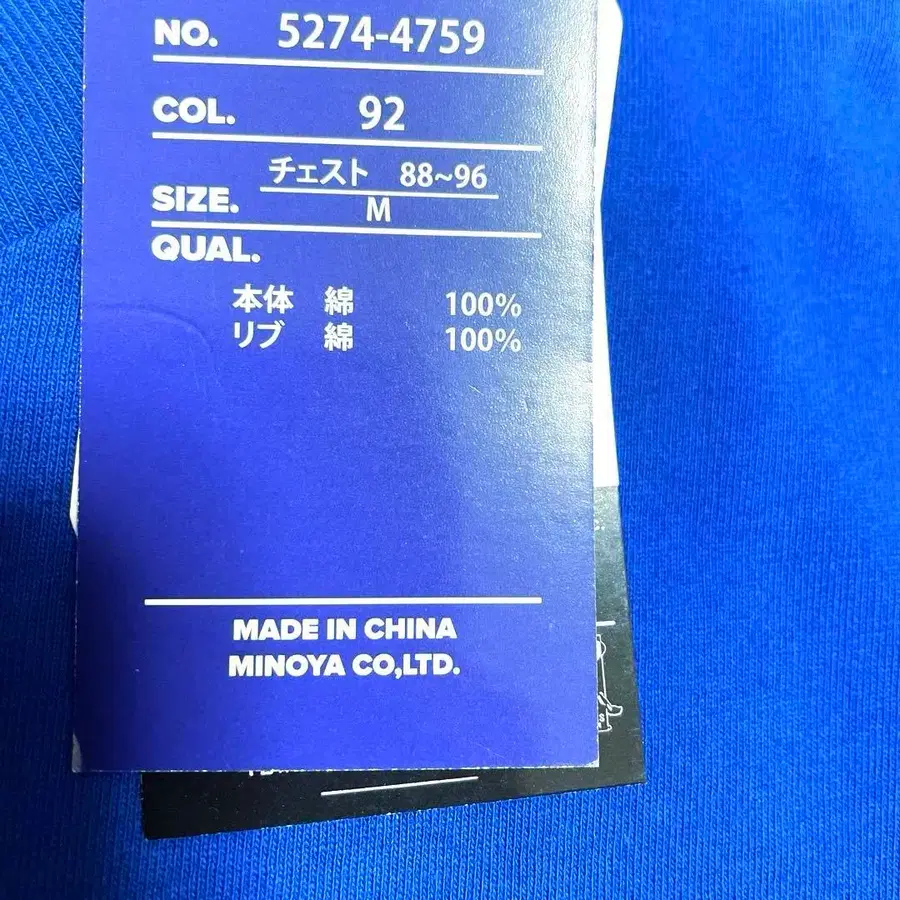 NO. 5274-4759
COL. 92
チェスト 88~96
SIZE. M
QUAL.
本体 綿 100%
リブ 綿 100%
MADE IN CHINA
MINOYA CO,LTD.